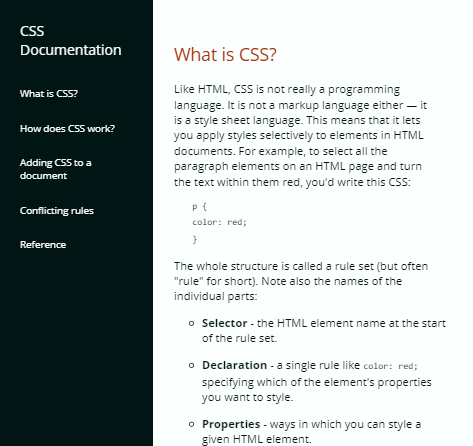 CSS
Documentation
What is CSS?
How does CSS work?
Adding CSS to a
document
Conflicting rules
Reference
What is CSS?
Like HTML, CSS is not really a programming
language. It is not a markup language either — it
is a style sheet language. This means that it lets
you apply styles selectively to elements in HTML
documents. For example, to select all the
paragraph elements on an HTML page and turn
the text within them red, you'd write this CSS:
p {
color: red;
}
The whole structure is called a rule set (but often
"rule" for short). Note also the names of the
individual parts:
Selector - the HTML element name at the start
of the rule set.
Declaration - a single rule like color: red;
specifying which of the element's properties
you want to style.
Properties - ways in which you can style a
given HTML element.